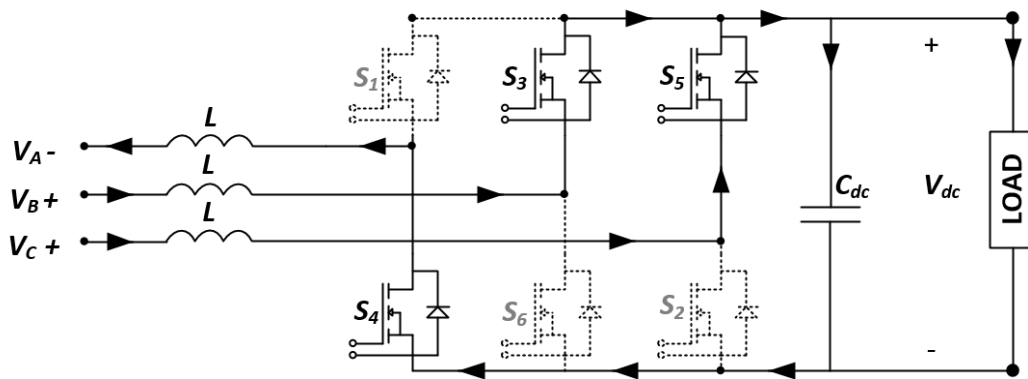 S1
S3
S5
L
VA -
L
VB +
L
VC +
S4
S6
S2
Cdc
+
Vdc
-
LOAD